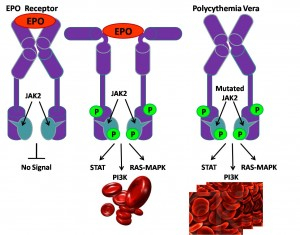 EPO Receptor
EPO
JAK2
No Signal
EPO
JAK2
P
P
P
P
STAT
RAS-MAPK
PI3K
Polycythemia Vera
Mutated
JAK2
P
P
P
P
STAT
RAS-MAPK
PI3K